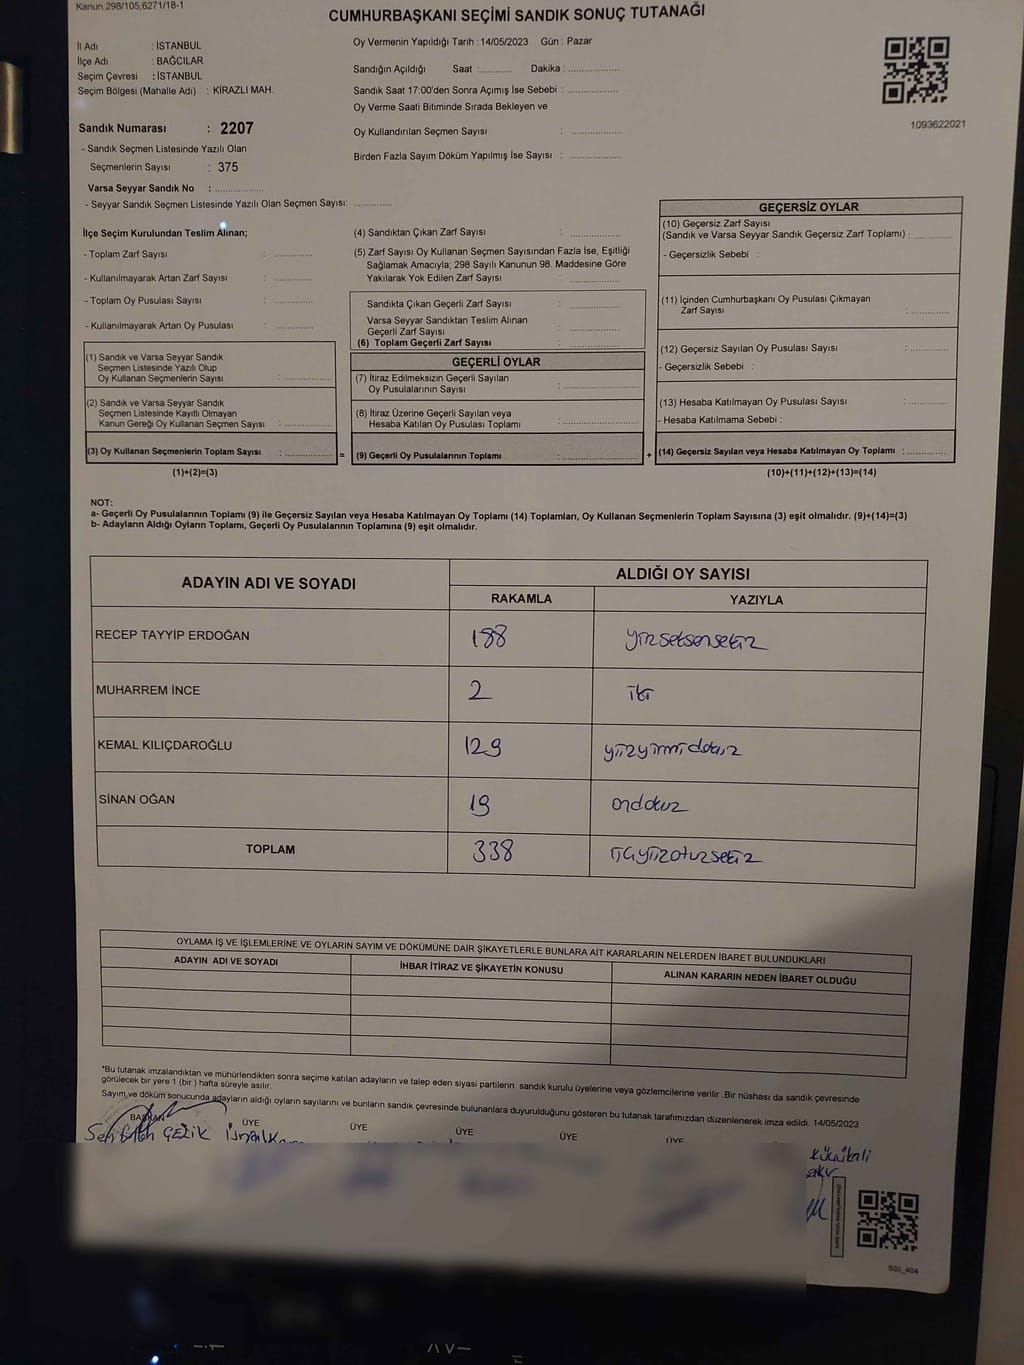 Kanun,298/105,6271/18-1
CUMHURBAŞKANI SEÇİMİ SANDIK SONUÇ TUTANAĞI
İl Adı : İSTANBUL
İlçe Adı : BAĞCILAR
Seçim Çevresi : İSTANBUL
Seçim Bölgesi (Mahalle Adı) : KİRAZLI MAH.
Sandık Numarası : 2207
- Sandık Seçmen Listesinde Yazılı Olan
Seçmenlerin Sayısı : 375
Varsa Seyyar Sandık No : ................
- Seyyar Sandık Seçmen Listesinde Yazılı Olan Seçmen Sayısı: .............
Oy Vermenin Yapıldığı Tarih : 14/05/2023 Gün : Pazar
Sandığın Açıldığı Saat :........... Dakika : .................
Sandık Saat 17:00'den Sonra Açımış İse Sebebi : .................
Oy Verme Saati Bitiminde Sırada Bekleyen ve
Oy Kullandırılan Seçmen Sayısı : .................
Birden Fazla Sayım Döküm Yapılmış İse Sayısı : .................
1093622021
İlçe Seçim Kurulundan Teslim Alınan;
- Toplam Zarf Sayısı : .............
- Kullanılmayarak Artan Zarf Sayısı : .............
- Toplam Oy Pusulası Sayısı : .............
- Kullanılmayarak Artan Oy Pusulası : .............
(1) Sandık ve Varsa Seyyar Sandık
Seçmen Listesinde Yazılı Olup
Oy Kullanan Seçmenlerin Sayısı : .................
(2) Sandık ve Varsa Seyyar Sandık
Seçmen Listesinde Kayıtlı Olmayan
Kanun Gereği Oy Kullanan Seçmen Sayısı : .................
(3) Oy Kullanan Seçmenlerin Toplam Sayısı : ................. =
(1)+(2)=(3)
(4) Sandıktan Çıkan Zarf Sayısı : .................
(5) Zarf Sayısı Oy Kullanan Seçmen Sayısından Fazla İse, Eşitliği
Sağlamak Amacıyla; 298 Sayılı Kanunun 98. Maddesine Göre
Yakılarak Yok Edilen Zarf Sayısı : .................
Sandıkta Çıkan Geçerli Zarf Sayısı : .................
Varsa Seyyar Sandıktan Teslim Alınan
Geçerli Zarf Sayısı : .................
(6) Toplam Geçerli Zarf Sayısı : .................
GEÇERLİ OYLAR
(7) İtiraz Edilmeksizin Geçerli Sayılan
Oy Pusulalarının Sayısı : .................
(8) İtiraz Üzerine Geçerli Sayılan veya
Hesaba Katılan Oy Pusulası Toplamı : .................
(9) Geçerli Oy Pusulalarının Toplamı : ................. +
GEÇERSİZ OYLAR
(10) Geçersiz Zarf Sayısı
(Sandık ve Varsa Seyyar Sandık Geçersiz Zarf Toplamı) : .............
- Geçersizlik Sebebi :
(11) İçinden Cumhurbaşkanı Oy Pusulası Çıkmayan
Zarf Sayısı : .............
(12) Geçersiz Sayılan Oy Pusulası Sayısı : .............
- Geçersizlik Sebebi :
(13) Hesaba Katılmayan Oy Pusulası Sayısı : .............
- Hesaba Katılmama Sebebi :
(14) Geçersiz Sayılan veya Hesaba Katılmayan Oy Toplamı : .............
(10)+(11)+(12)+(13)=(14)
NOT:
a- Geçerli Oy Pusulalarının Toplamı (9) ile Geçersiz Sayılan veya Hesaba Katılmayan Oy Toplamı (14) Toplamları, Oy Kullanan Seçmenlerin Toplam Sayısına (3) eşit olmalıdır. (9)+(14)=(3)
b- Adayların Aldığı Oyların Toplamı, Geçerli Oy Pusulalarının Toplamına (9) eşit olmalıdır.
ADAYIN ADI VE SOYADI ALDIĞI OY SAYISI
RAKAMLA YAZIYLA
RECEP TAYYİP ERDOĞAN 188 yüzseksensekiz
MUHARREM İNCE 2 iki
KEMAL KILIÇDAROĞLU 129 yüzyirmidokuz
SİNAN OĞAN 19 ondokuz
TOPLAM 338 üçyüzotuzsekiz
OYLAMA İŞ VE İŞLEMLERİNE VE OYLARIN SAYIM VE DÖKÜMÜNE DAİR ŞİKAYETLERLE BUNLARA AİT KARARLARIN NELERDEN İBARET BULUNDUKLARI
ADAYIN ADI VE SOYADI İHBAR İTİRAZ VE ŞİKAYETİN KONUSU ALINAN KARARIN NEDEN İBARET OLDUĞU
*Bu tutanak imzalandıktan ve mühürlendikten sonra seçime katılan adayların ve talep eden siyasi partilerin sandık kurulu üyelerine veya gözlemcilerine verilir .Bir nüshası da sandık çevresinde
görülecek bir yere 1 (bir ) hafta süreyle asılır.
Sayım ve döküm sonucunda adayların aldığı oyların sayılarını ve bunların sandık çevresinde bulunanlara duyurulduğunu gösteren bu tutanak tarafımızdan düzenlenerek imza edildi. 14/05/2023
BAŞKAN ÜYE ÜYE ÜYE ÜYE ÜYE
ÇELİK